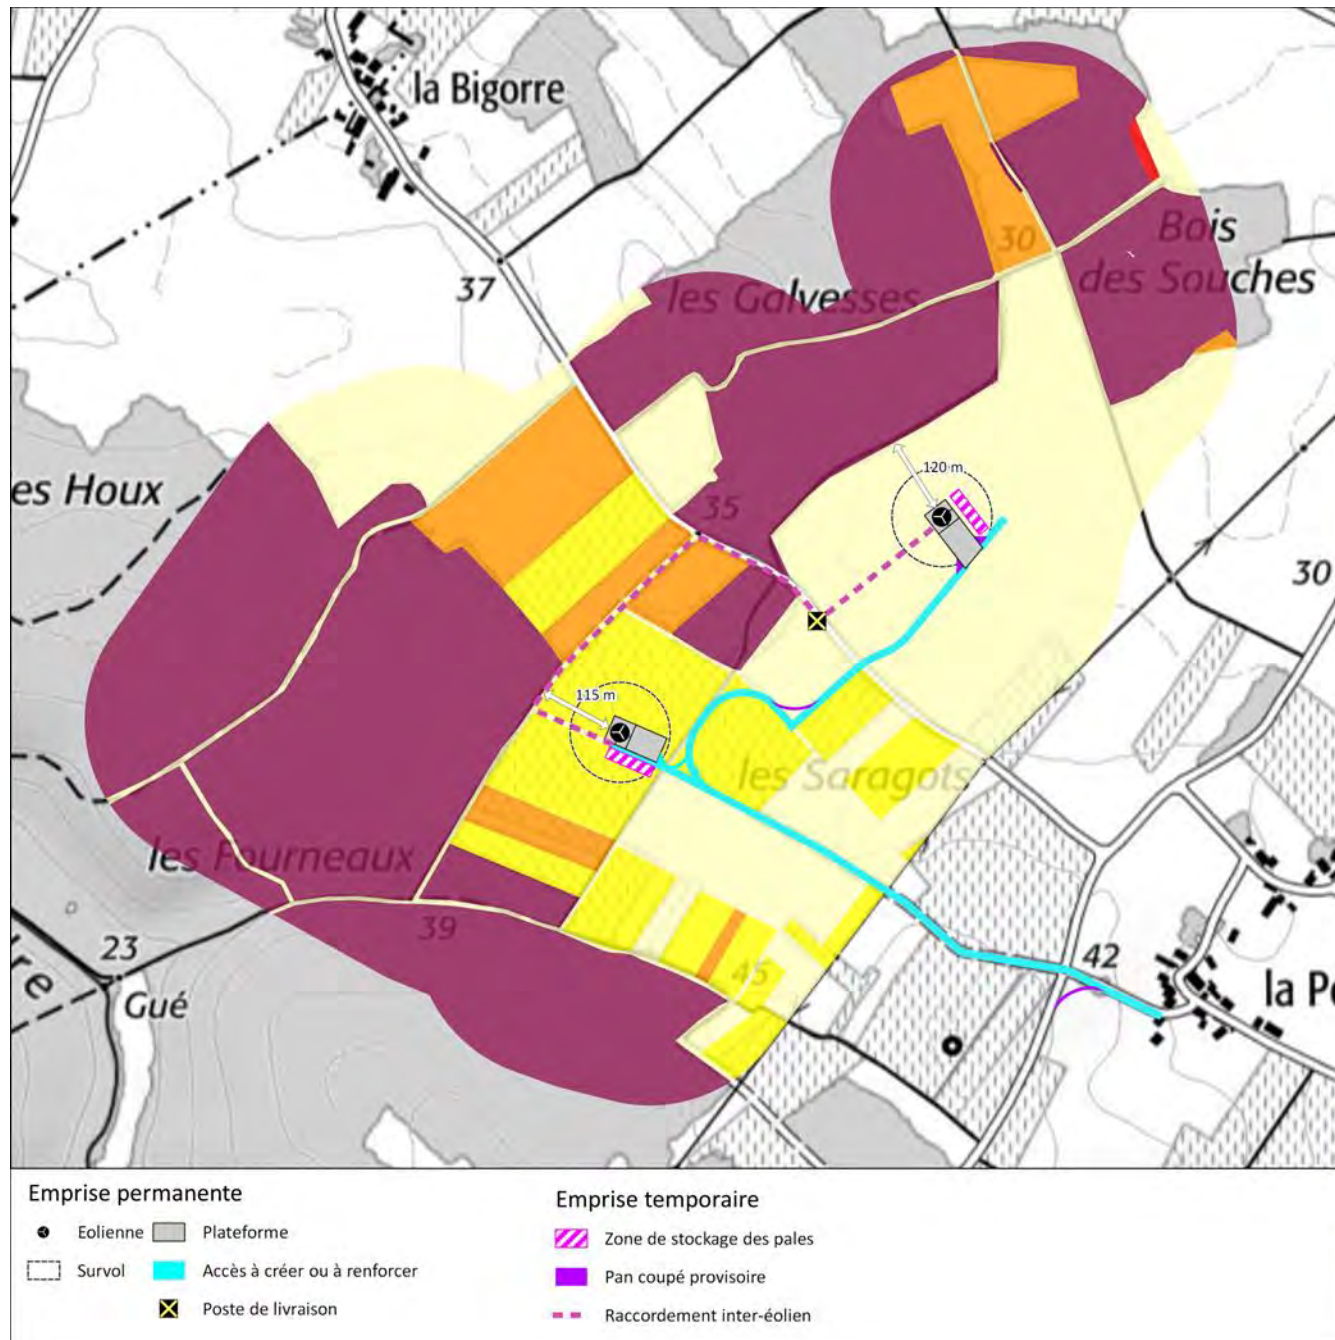 la Bigorre
30
Bois
des Souches
37
les Galvesses
es Houx
35
120 m
30
115 m
les Saragots
les Fourneaux
39
23
Gué
45
42
la P
re
Emprise permanente
Eolienne
Plateforme
Survol
Accès à créer ou à renforcer
Poste de livraison
Emprise temporaire
Zone de stockage des pales
Pan coupé provisoire
Raccordement inter-éolien